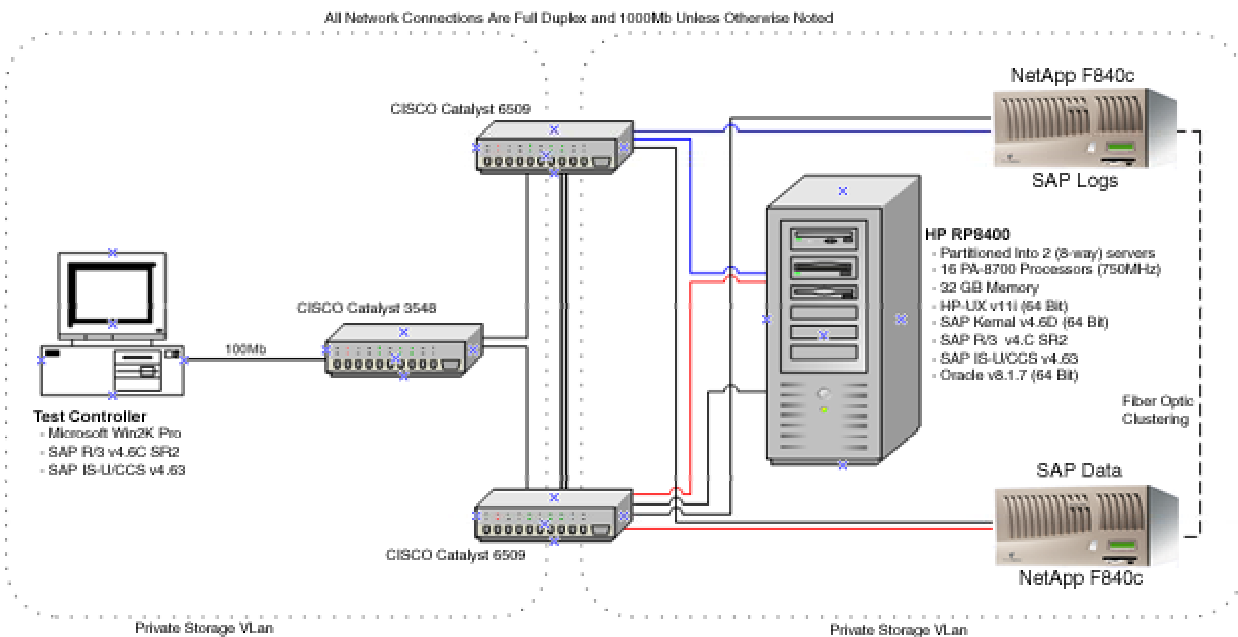 All Network Connections Are Full Duplex and 1000Mb Unless Otherwise Noted
NetApp F840c
SAP Logs
CISCO Catalyst 6509
HP RP8400
- Partitioned Into 2 (8-way) servers
- 16 PA-8700 Processors (750MHz)
- 32 GB Memory
- HP-UX v11i (64 Bit)
- SAP Kernal v4.6D (64 Bit)
- SAP R/3 v4.C SR2
- SAP IS-U/CCS v4.63
- Oracle v8.1.7 (64 Bit)
CISCO Catalyst 3548
100Mb
Test Controller
- Microsoft Win2K Pro
- SAP R/3 v4.6C SR2
- SAP IS-U/CCS v4.63
Fiber Optic
Clustering
SAP Data
NetApp F840c
CISCO Catalyst 6509
Private Storage VLan
Private Storage VLan